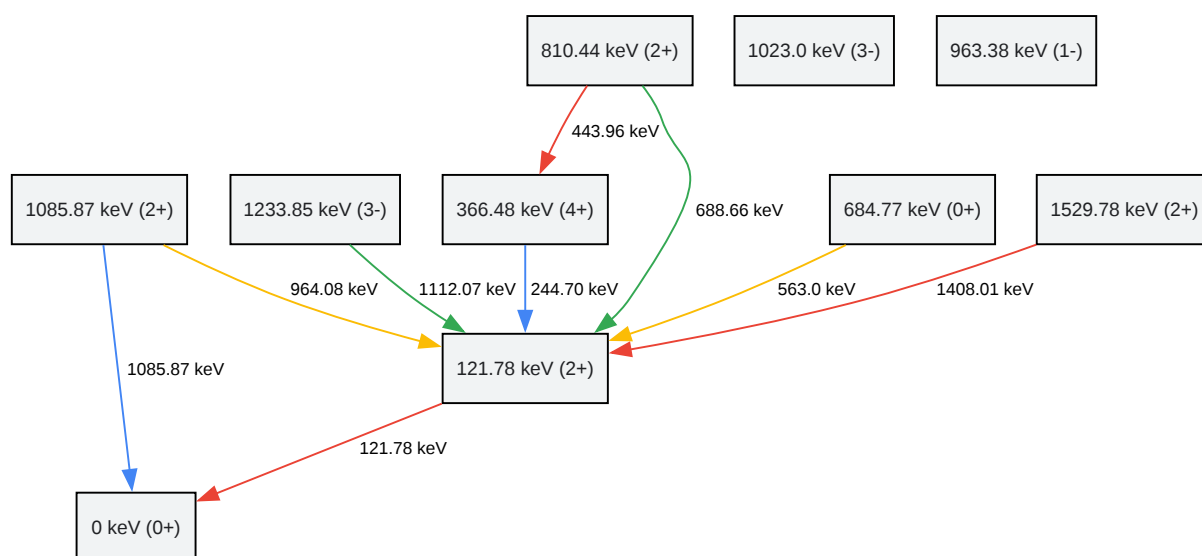 810.44 keV (2+)
1023.0 keV (3-)
963.38 keV (1-)
443.96 keV
1085.87 keV (2+)
1233.85 keV (3-)
366.48 keV (4+)
688.66 keV
684.77 keV (0+)
1529.78 keV (2+)
964.08 keV
1112.07 keV
244.70 keV
563.0 keV
1408.01 keV
1085.87 keV
121.78 keV (2+)
121.78 keV
0 keV (0+)